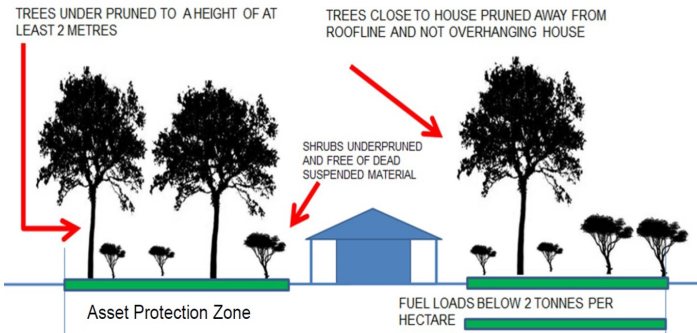 TREES UNDER PRUNED TO A HEIGHT OF AT
LEAST 2 METRES
TREES CLOSE TO HOUSE PRUNED AWAY FROM
ROOFLINE AND NOT OVERHANGING HOUSE
SHRUBS UNDERPRUNED
AND FREE OF DEAD
SUSPENDED MATERIAL
Asset Protection Zone
FUEL LOADS BELOW 2 TONNES PER
HECTARE